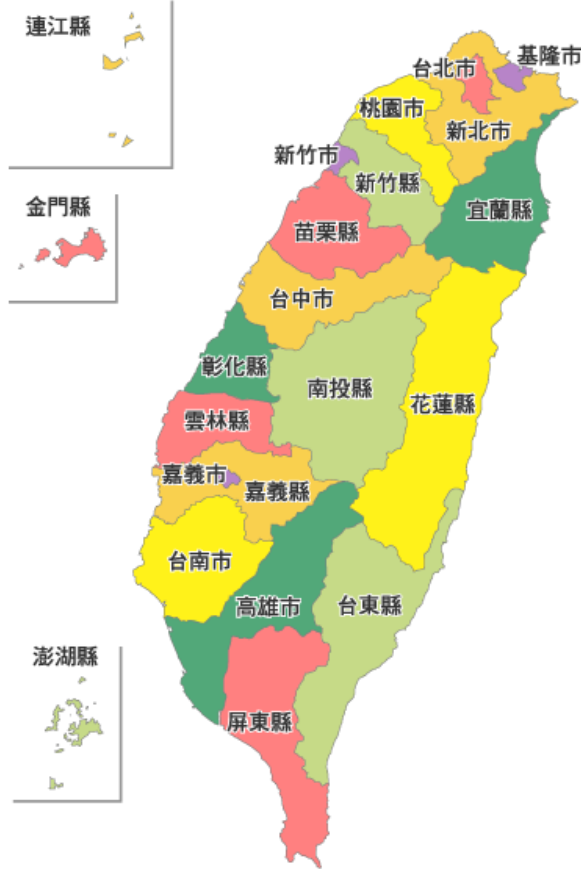 連江縣
基隆市
台北市
桃園市
新北市
新竹市
新竹縣
金門縣
宜蘭縣
苗栗縣
台中市
彰化縣
南投縣
花蓮縣
雲林縣
嘉義市
嘉義縣
台南市
高雄市
台東縣
澎湖縣
屏東縣